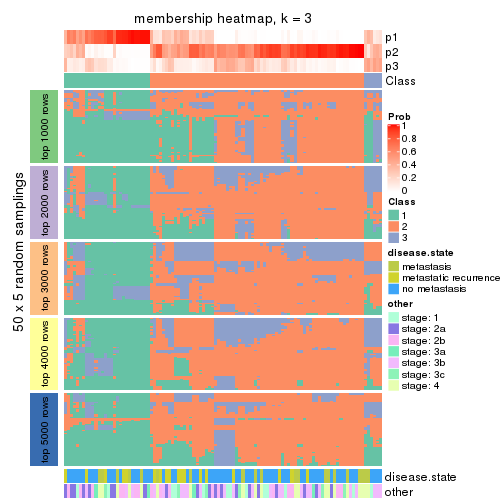 membership heatmap, k = 3
p1
p2
p3
Class
50 x 5 random samplings
top 1000 rows
top 2000 rows
top 3000 rows
top 4000 rows
top 5000 rows
Prob
1
0.8
0.6
0.4
0.2
0
Class
1
2
3
disease.state
metastasis
metastatic recurrence
no metastasis
other
stage: 1
stage: 2a
stage: 2b
stage: 3a
stage: 3b
stage: 3c
stage: 4
disease.state
other